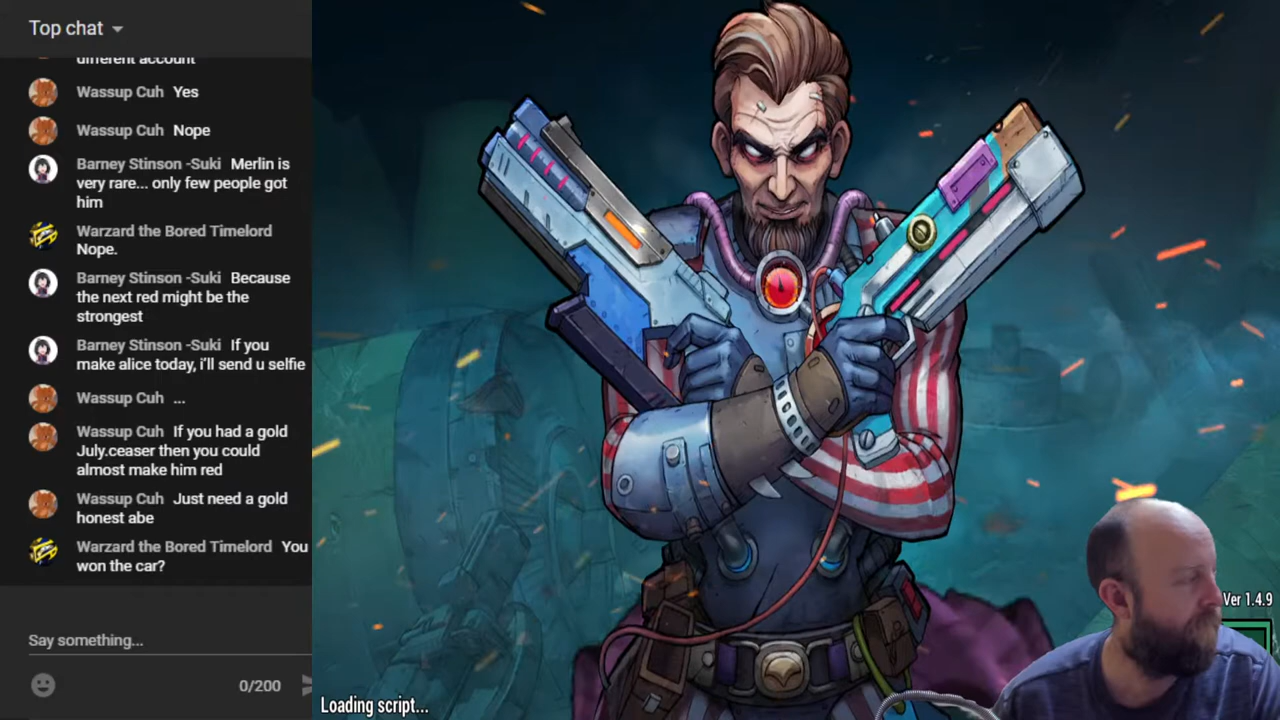 Top chat
different account
Wassup Cuh Yes
Wassup Cuh Nope
Barney Stinson -Suki Merlin is
very rare... only few people got
him
Warzard the Bored Timelord
Nope.
Barney Stinson -Suki Because
the next red might be the
strongest
Barney Stinson -Suki If you
make alice today, i'll send u selfie
Wassup Cuh ...
Wassup Cuh If you had a gold
July.ceaser then you could
almost make him red
Wassup Cuh Just need a gold
honest abe
Warzard the Bored Timelord You
won the car?
Say something...
0/200
Loading script...
Ver 1.4.9